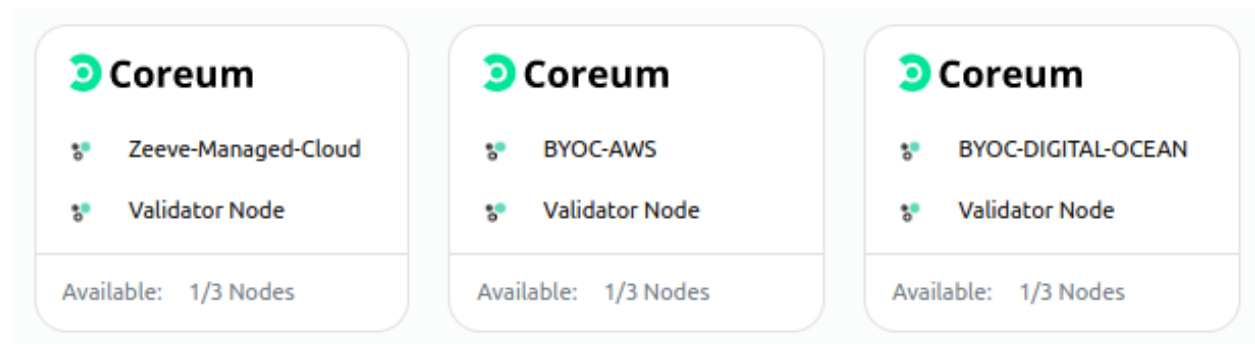 Coreum
Zeeve-Managed-Cloud
Validator Node
Available: 1/3 Nodes
Coreum
BYOC-AWS
Validator Node
Available: 1/3 Nodes
Coreum
BYOC-DIGITAL-OCEAN
Validator Node
Available: 1/3 Nodes